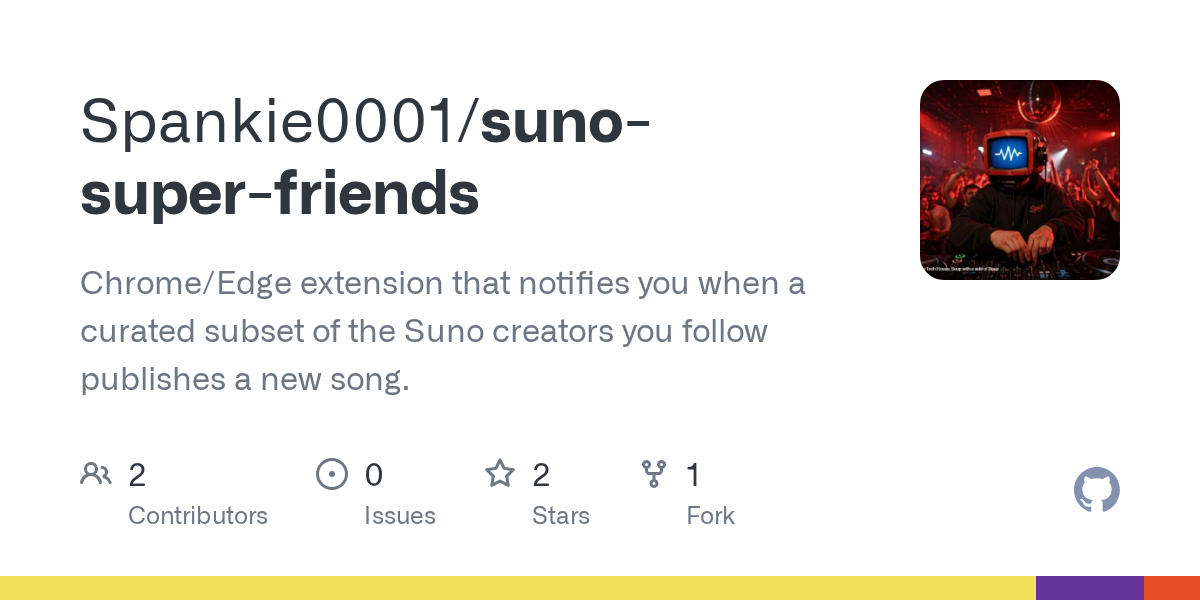 Spankie0001/suno-
super-friends
Chrome/Edge extension that notifies you when a
curated subset of the Suno creators you follow
publishes a new song.
2
Contributors
0
Issues
2
Stars
1
Fork